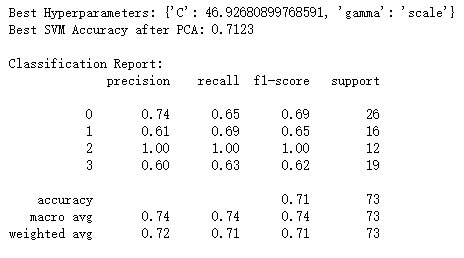 Best Hyperparameters: {'C': 46.92680899768591, 'gamma': 'scale'}
Best SVM Accuracy after PCA: 0.7123
Classification Report:
precision recall f1-score support
0 0.74 0.65 0.69 26
1 0.61 0.69 0.65 16
2 1.00 1.00 1.00 12
3 0.60 0.63 0.62 19
accuracy 0.71 73
macro avg 0.74 0.74 0.74 73
weighted avg 0.72 0.71 0.71 73